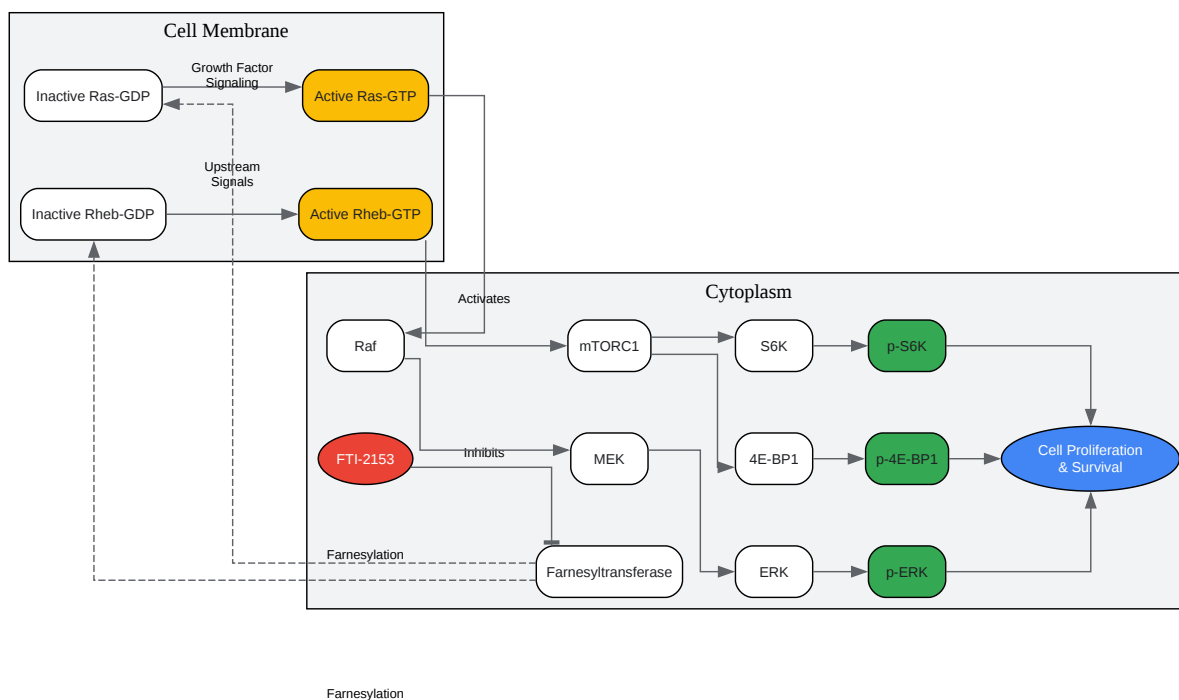 Cell Membrane
Growth Factor
Signaling
Inactive Ras-GDP
Active Ras-GTP
Upstream
Signals
Inactive Rheb-GDP
Active Rheb-GTP
Cytoplasm
Activates
Raf
mTORC1
S6K
p-S6K
FTI-2153
Inhibits
MEK
4E-BP1
p-4E-BP1
Cell Proliferation
& Survival
Farnesylation
Farnesyltransferase
ERK
p-ERK
Farnesylation